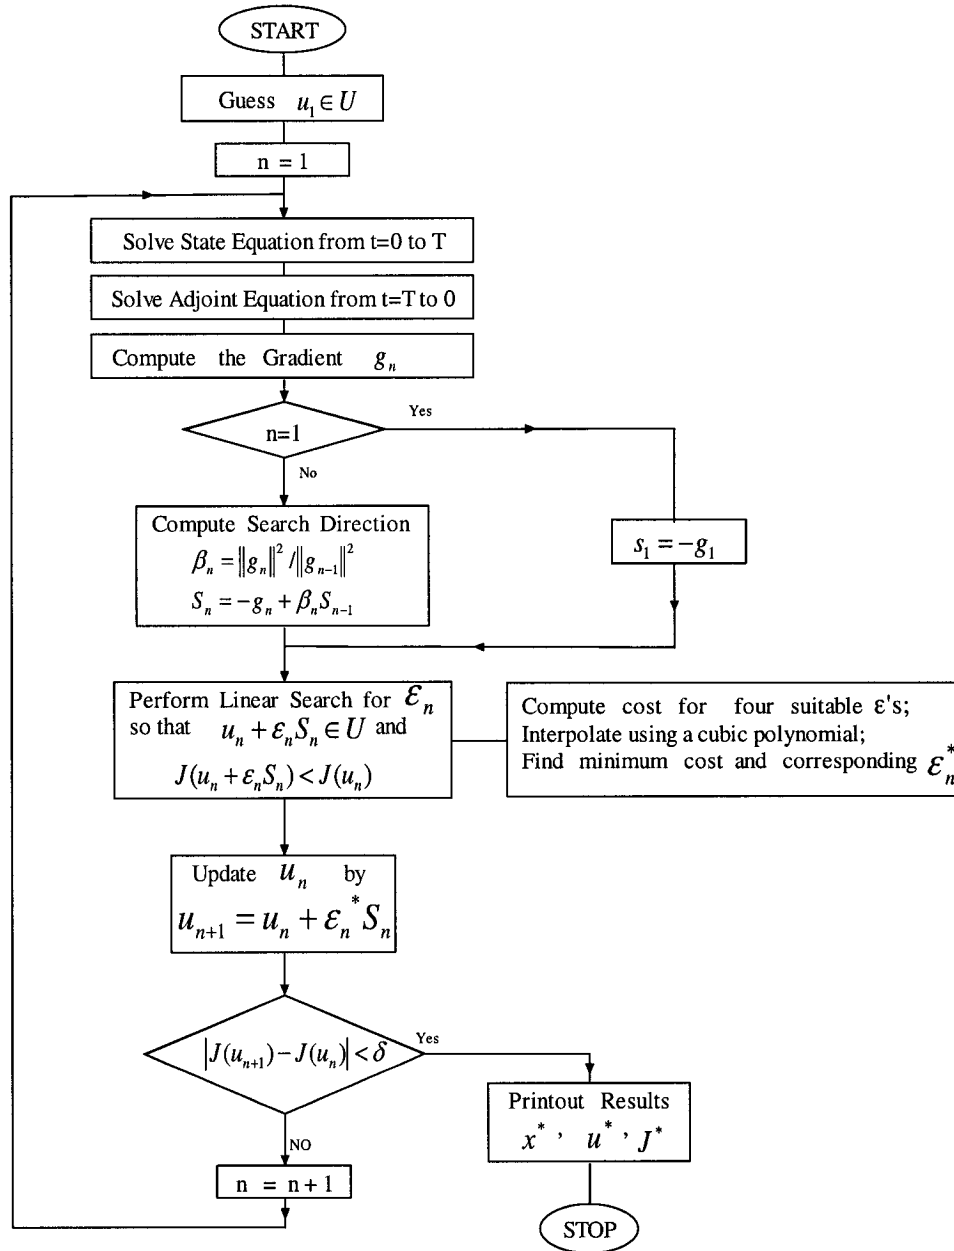 START
Guess u₁ ∈ U
n = 1
Solve State Equation from t=0 to T
Solve Adjoint Equation from t=T to 0
Compute the Gradient gₙ
n=1
Yes
No
Compute Search Direction
βₙ = ‖gₙ‖² / ‖gₙ₋₁‖²
Sₙ = −gₙ + βₙSₙ₋₁
s₁ = −g₁
Perform Linear Search for εₙ
so that uₙ + εₙSₙ ∈ U and
J(uₙ + εₙSₙ) < J(uₙ)
Compute cost for four suitable ε's;
Interpolate using a cubic polynomial;
Find minimum cost and corresponding εₙ*
Update uₙ by
uₙ₊₁ = uₙ + εₙ*Sₙ
|J(uₙ₊₁) − J(uₙ)| < δ
Yes
NO
Printout Results
x* , u* , J*
n = n + 1
STOP